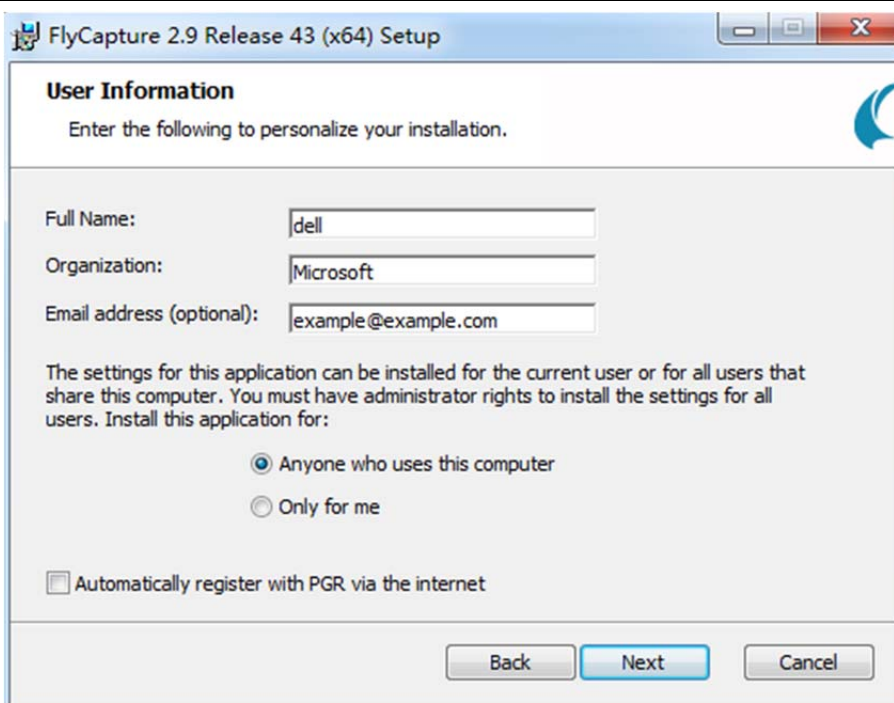 FlyCapture 2.9 Release 43 (x64) Setup
User Information
Enter the following to personalize your installation.
Full Name:
dell
Organization:
Microsoft
Email address (optional):
example@example.com
The settings for this application can be installed for the current user or for all users that
share this computer. You must have administrator rights to install the settings for all
users. Install this application for:
Anyone who uses this computer
Only for me
Automatically register with PGR via the internet
Back
Next
Cancel